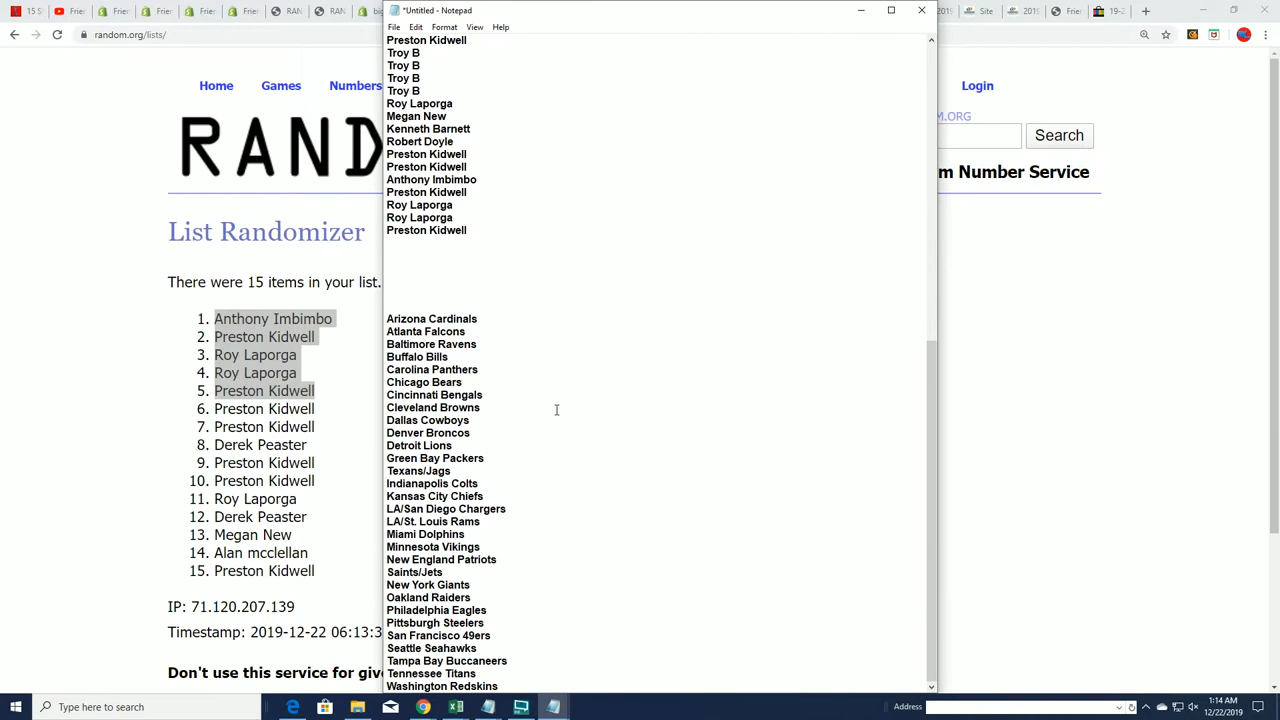 *Untitled - Notepad
File Edit Format View Help
random.org/lists/
Home Games Numbers Login
Search
List Randomizer
There were 15 items in your list.
1. Anthony Imbimbo
2. Preston Kidwell
3. Roy Laporga
4. Roy Laporga
5. Preston Kidwell
6. Preston Kidwell
7. Preston Kidwell
8. Derek Peaster
9. Preston Kidwell
10. Preston Kidwell
11. Roy Laporga
12. Derek Peaster
13. Megan New
14. Alan mcclellan
15. Preston Kidwell
IP: 71.120.207.139
Timestamp: 2019-12-22 06:13:3
Don't use this service for give
Preston Kidwell
Troy B
Troy B
Troy B
Troy B
Roy Laporga
Megan New
Kenneth Barnett
Robert Doyle
Preston Kidwell
Preston Kidwell
Anthony Imbimbo
Preston Kidwell
Roy Laporga
Roy Laporga
Preston Kidwell
Arizona Cardinals
Atlanta Falcons
Baltimore Ravens
Buffalo Bills
Carolina Panthers
Chicago Bears
Cincinnati Bengals
Cleveland Browns
Dallas Cowboys
Denver Broncos
Detroit Lions
Green Bay Packers
Texans/Jags
Indianapolis Colts
Kansas City Chiefs
LA/San Diego Chargers
LA/St. Louis Rams
Miami Dolphins
Minnesota Vikings
New England Patriots
Saints/Jets
New York Giants
Oakland Raiders
Philadelphia Eagles
Pittsburgh Steelers
San Francisco 49ers
Seattle Seahawks
Tampa Bay Buccaneers
Tennessee Titans
Washington Redskins
M.ORG
m Number Service
RAND
Type here to search
Address
1:14 AM
12/22/2019